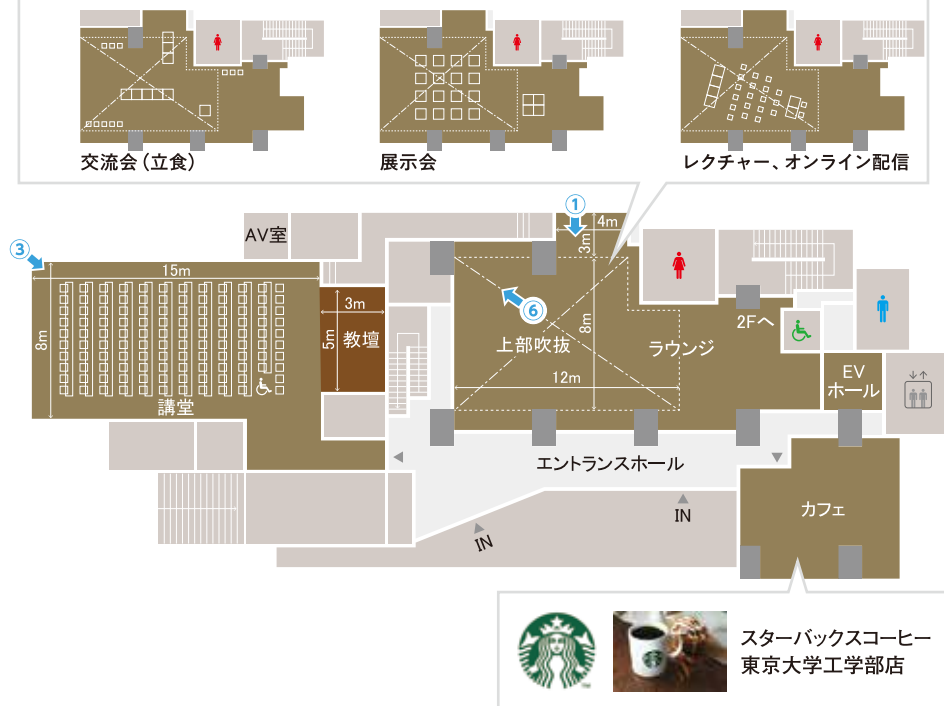 交流会（立食）
展示会
レクチャー、オンライン配信
①
4m
3m
AV室
③
15m
8m
3m
5m
教壇
講堂
⑥
8m
上部吹抜
12m
ラウンジ
2Fへ
EV
ホール
エントランスホール
IN
IN
カフェ
スターバックスコーヒー
東京大学工学部店